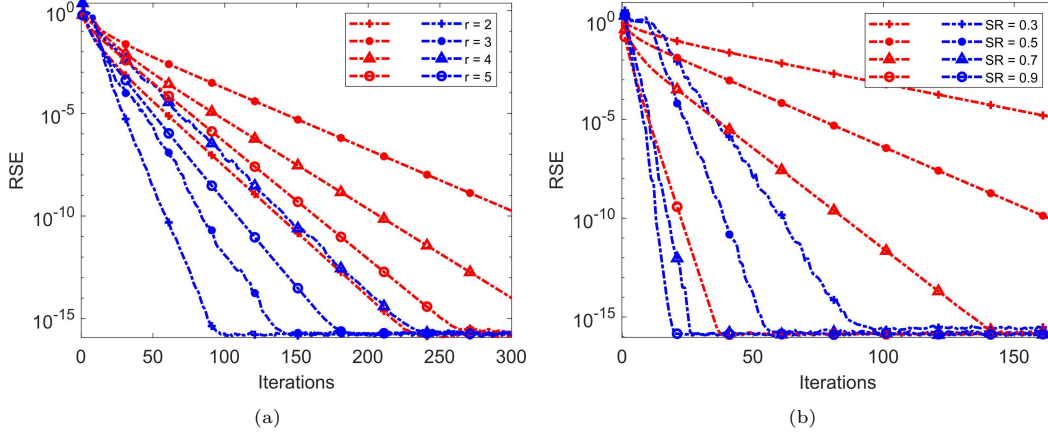 10^0
10^-5
10^-10
10^-15
RSE
0 50 100 150 200 250 300
Iterations
r = 2
r = 3
r = 4
r = 5
(a)
10^0
10^-5
10^-10
10^-15
RSE
0 50 100 150
Iterations
SR = 0.3
SR = 0.5
SR = 0.7
SR = 0.9
(b)